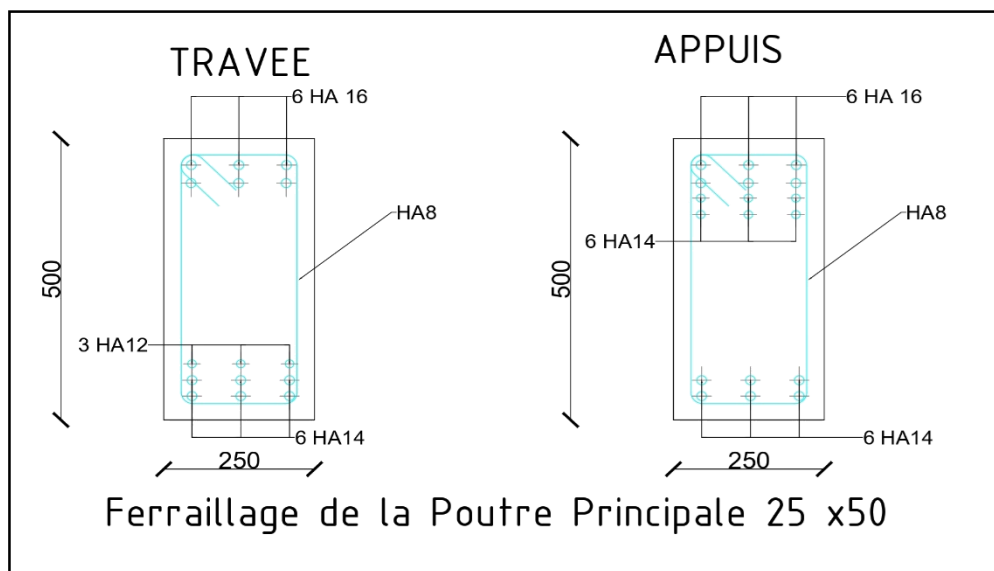 TRAVEE
6 HA 16
HA8
500
3 HA12
6 HA14
250
APPUIS
6 HA 16
HA8
6 HA14
500
6 HA14
250
Ferraillage de la Poutre Principale 25 x50